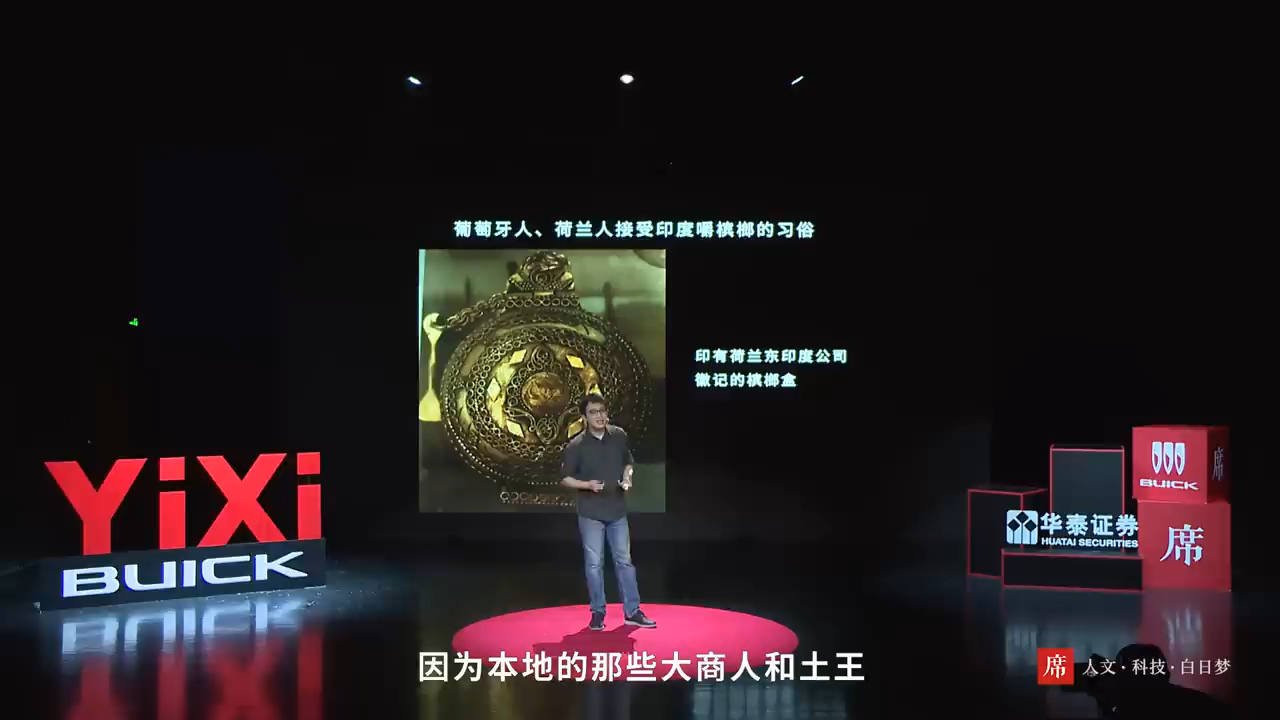 葡萄牙人、荷兰人接受印度嚼槟榔的习俗
印有荷兰东印度公司
徽记的槟榔盒
YiXi
BUICK
BUICK
席
华泰证券
HUATAI SECURITIES
席
因为本地的那些大商人和土王
席 人文·科技·白日梦